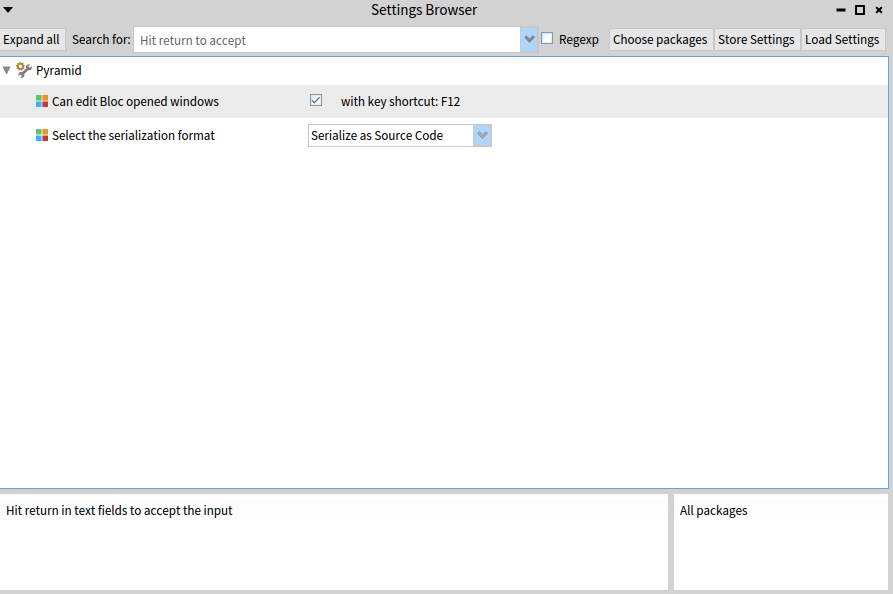 Settings Browser
Expand all Search for: Hit return to accept Regexp Choose packages Store Settings Load Settings
Pyramid
Can edit Bloc opened windows with key shortcut: F12
Select the serialization format Serialize as Source Code
Hit return in text fields to accept the input All packages